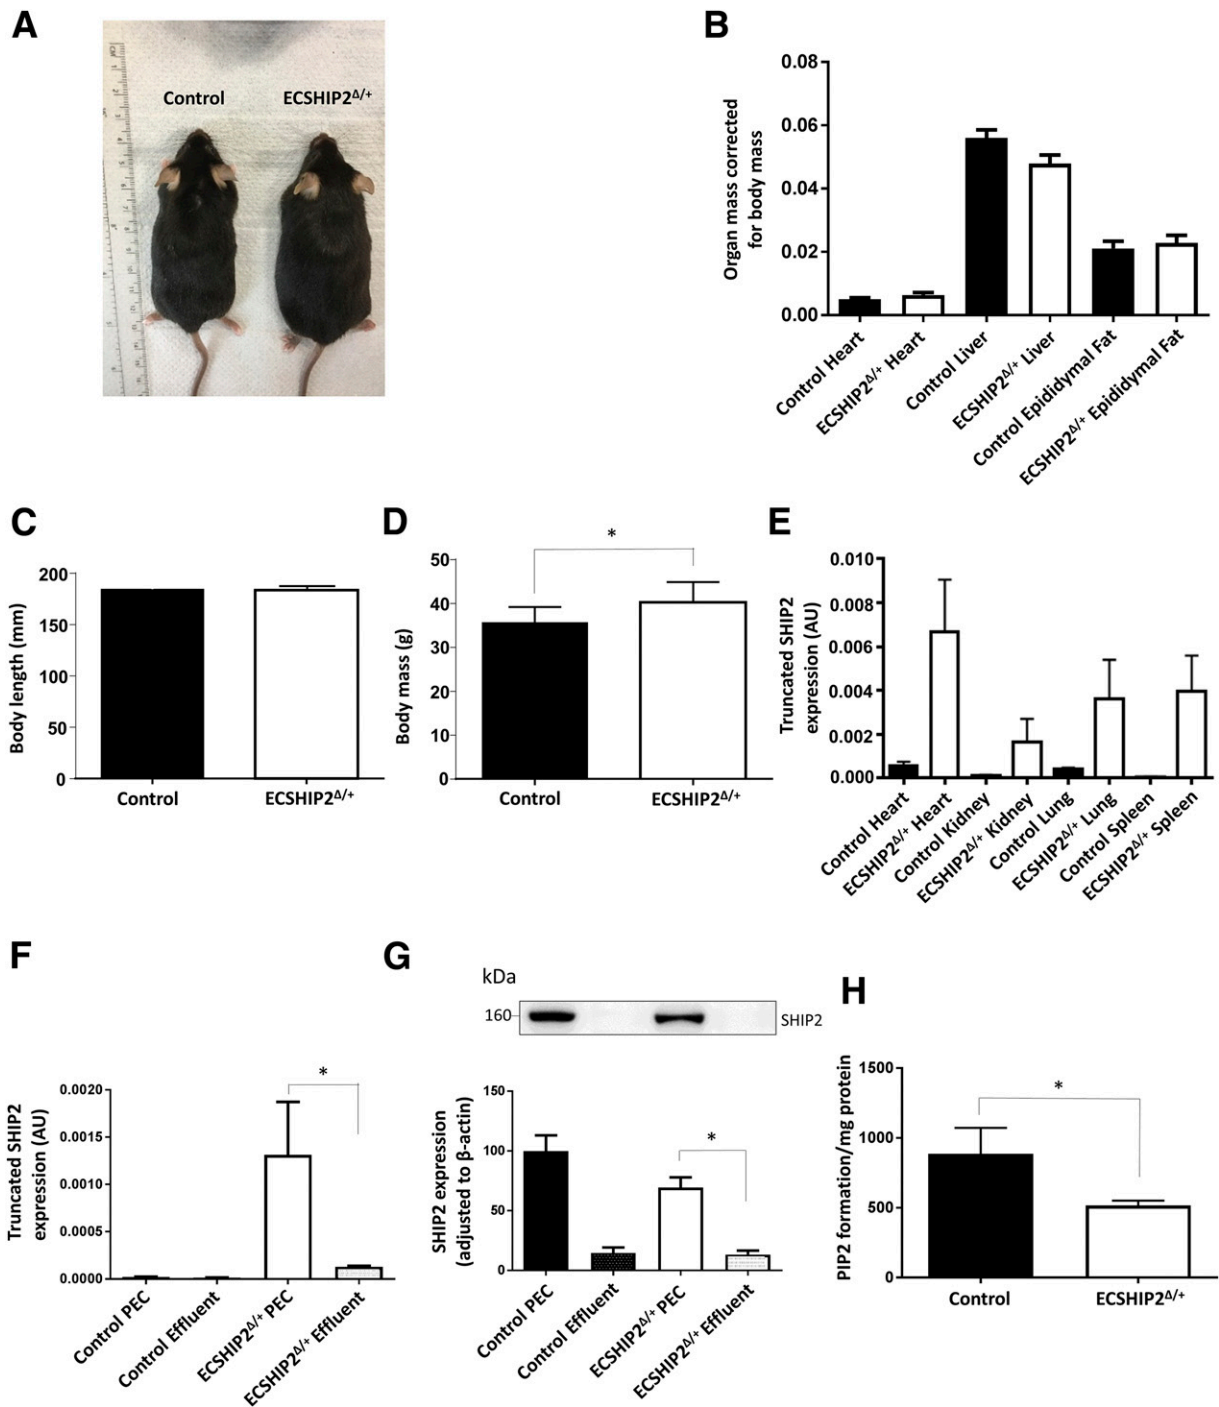 A
Control
ECSHIP2Δ/+
B
Organ mass corrected
for body mass
0.08
0.06
0.04
0.02
0.00
Control Heart
ECSHIP2Δ/+ Heart
Control Liver
ECSHIP2Δ/+ Liver
Control Epididymal Fat
ECSHIP2Δ/+ Epididymal Fat
C
Body length (mm)
200
150
100
50
0
Control
ECSHIP2Δ/+
D
Body mass (g)
50
40
30
20
10
0
*
Control
ECSHIP2Δ/+
E
Truncated SHIP2
expression (AU)
0.010
0.008
0.006
0.004
0.002
0.000
Control Heart
ECSHIP2Δ/+ Heart
Control Kidney
ECSHIP2Δ/+ Kidney
Control Lung
ECSHIP2Δ/+ Lung
Control Spleen
ECSHIP2Δ/+ Spleen
F
Truncated SHIP2
expression (AU)
0.0020
0.0015
0.0010
0.0005
0.0000
*
Control PEC
Control Effluent
ECSHIP2Δ/+ PEC
ECSHIP2Δ/+ Effluent
G
kDa
160
SHIP2
SHIP2 expression
(adjusted to β-actin)
150
100
50
0
*
Control PEC
Control Effluent
ECSHIP2Δ/+ PEC
ECSHIP2Δ/+ Effluent
H
PIP2 formation/mg protein
1500
1000
500
0
*
Control
ECSHIP2Δ/+